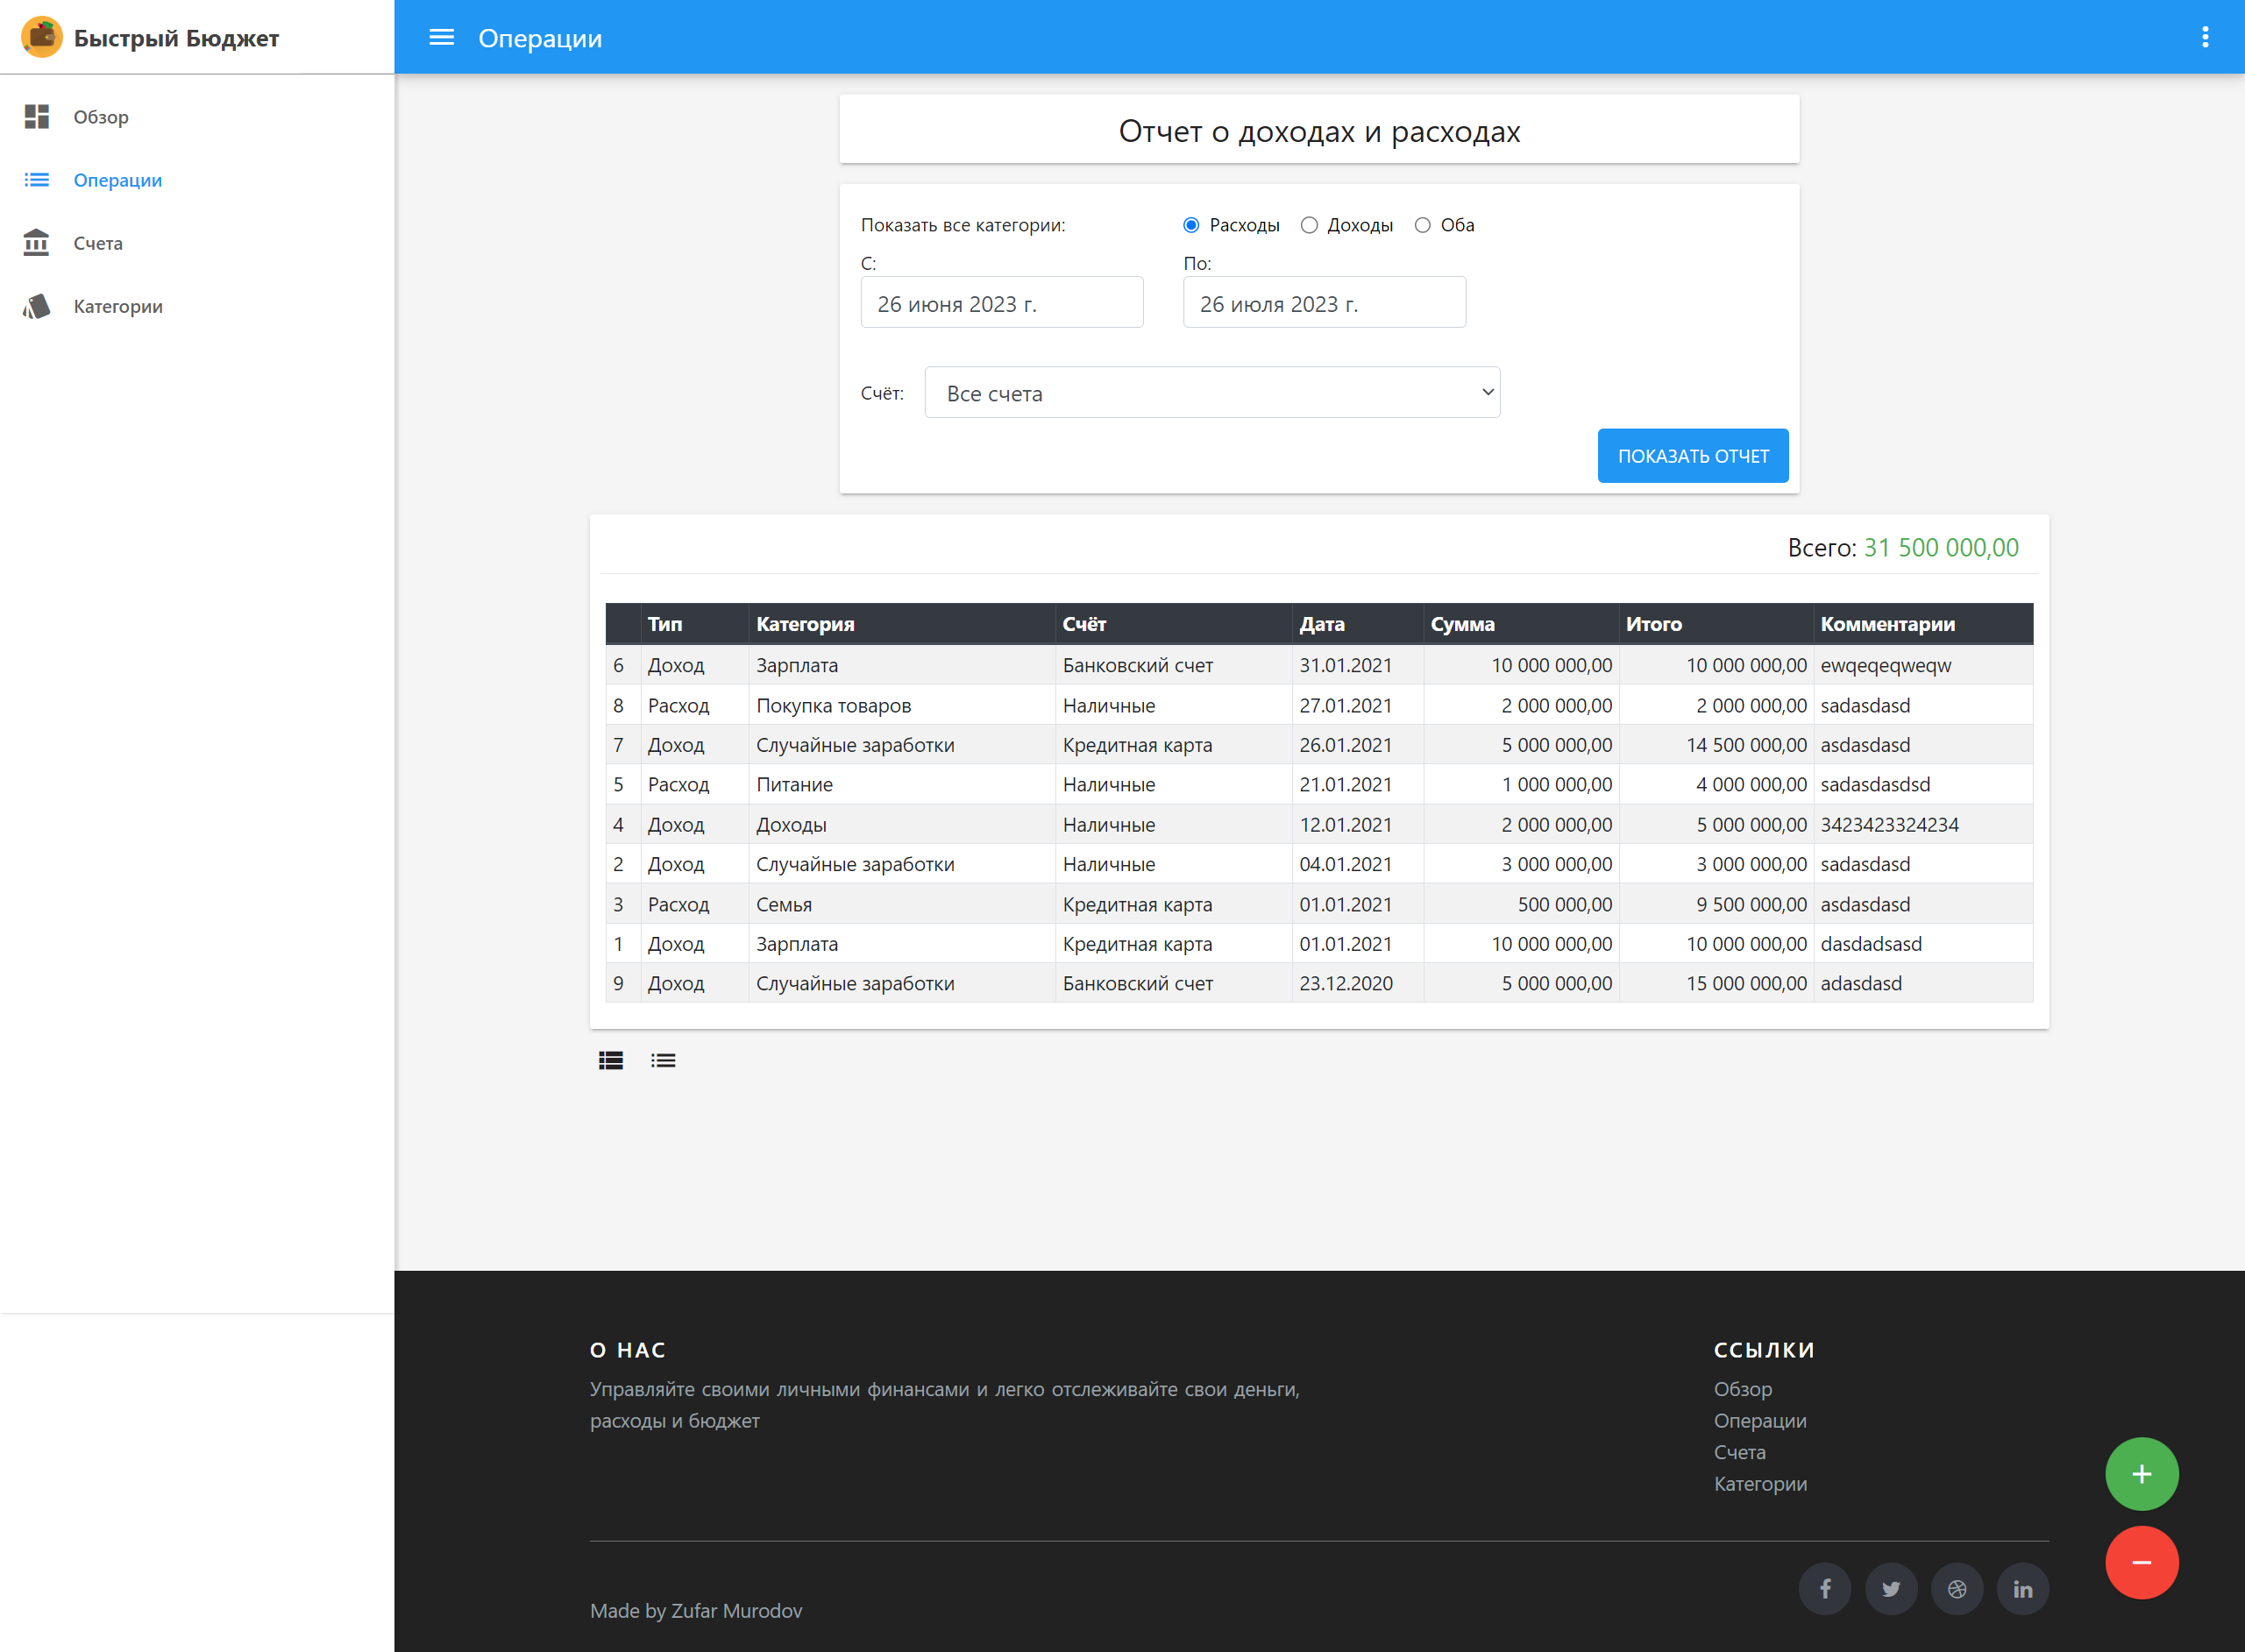 Быстрый Бюджет
Операции
Обзор
Операции
Счета
Категории
Отчет о доходах и расходах
Показать все категории: Расходы Доходы Оба
С: По:
26 июня 2023 г. 26 июля 2023 г.
Счёт: Все счета
ПОКАЗАТЬ ОТЧЕТ
Всего: 31 500 000,00
Тип Категория Счёт Дата Сумма Итого Комментарии
6 Доход Зарплата Банковский счет 31.01.2021 10 000 000,00 10 000 000,00 ewqeqeqweqw
8 Расход Покупка товаров Наличные 27.01.2021 2 000 000,00 2 000 000,00 sadasdasd
7 Доход Случайные заработки Кредитная карта 26.01.2021 5 000 000,00 14 500 000,00 asdasdasd
5 Расход Питание Наличные 21.01.2021 1 000 000,00 4 000 000,00 sadasdasdsd
4 Доход Доходы Наличные 12.01.2021 2 000 000,00 5 000 000,00 3423423324234
2 Доход Случайные заработки Наличные 04.01.2021 3 000 000,00 3 000 000,00 sadasdasd
3 Расход Семья Кредитная карта 01.01.2021 500 000,00 9 500 000,00 asdasdasd
1 Доход Зарплата Кредитная карта 01.01.2021 10 000 000,00 10 000 000,00 dasdadsasd
9 Доход Случайные заработки Банковский счет 23.12.2020 5 000 000,00 15 000 000,00 adasdasd
О НАС
Управляйте своими личными финансами и легко отслеживайте свои деньги,
расходы и бюджет
ССЫЛКИ
Обзор
Операции
Счета
Категории
Made by Zufar Murodov